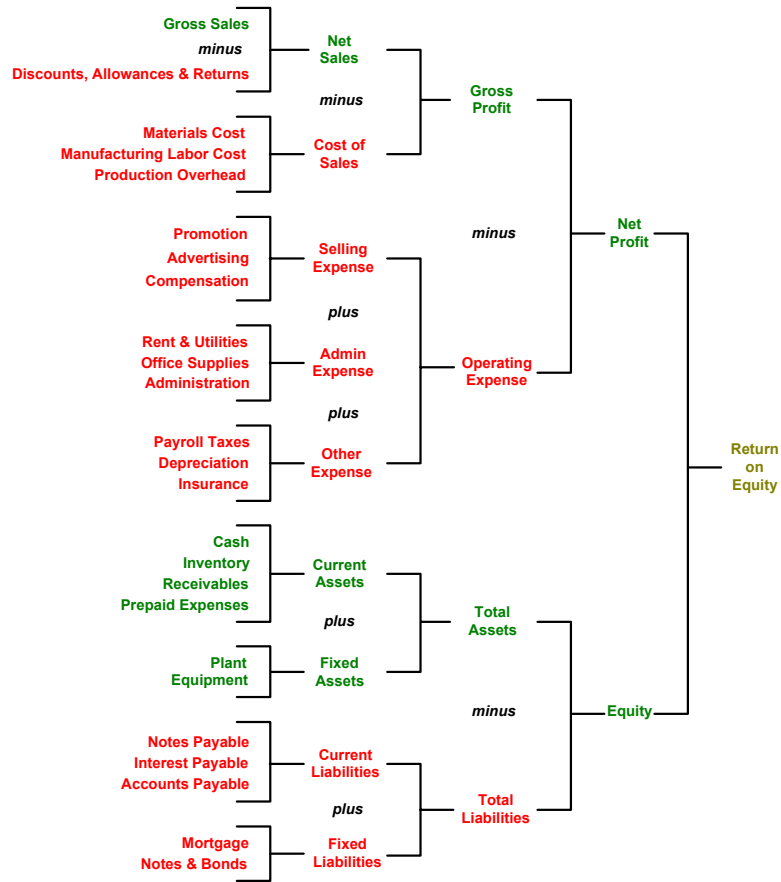 Gross Sales
minus
Discounts, Allowances & Returns
Net
Sales
minus
Materials Cost
Manufacturing Labor Cost
Production Overhead
Cost of
Sales
Gross
Profit
minus
Promotion
Advertising
Compensation
Selling
Expense
plus
Rent & Utilities
Office Supplies
Administration
Admin
Expense
plus
Payroll Taxes
Depreciation
Insurance
Other
Expense
Operating
Expense
Net
Profit
Cash
Inventory
Receivables
Prepaid Expenses
Current
Assets
plus
Plant
Equipment
Fixed
Assets
Total
Assets
minus
Notes Payable
Interest Payable
Accounts Payable
Current
Liabilities
plus
Mortgage
Notes & Bonds
Fixed
Liabilities
Total
Liabilities
Equity
Return
on
Equity